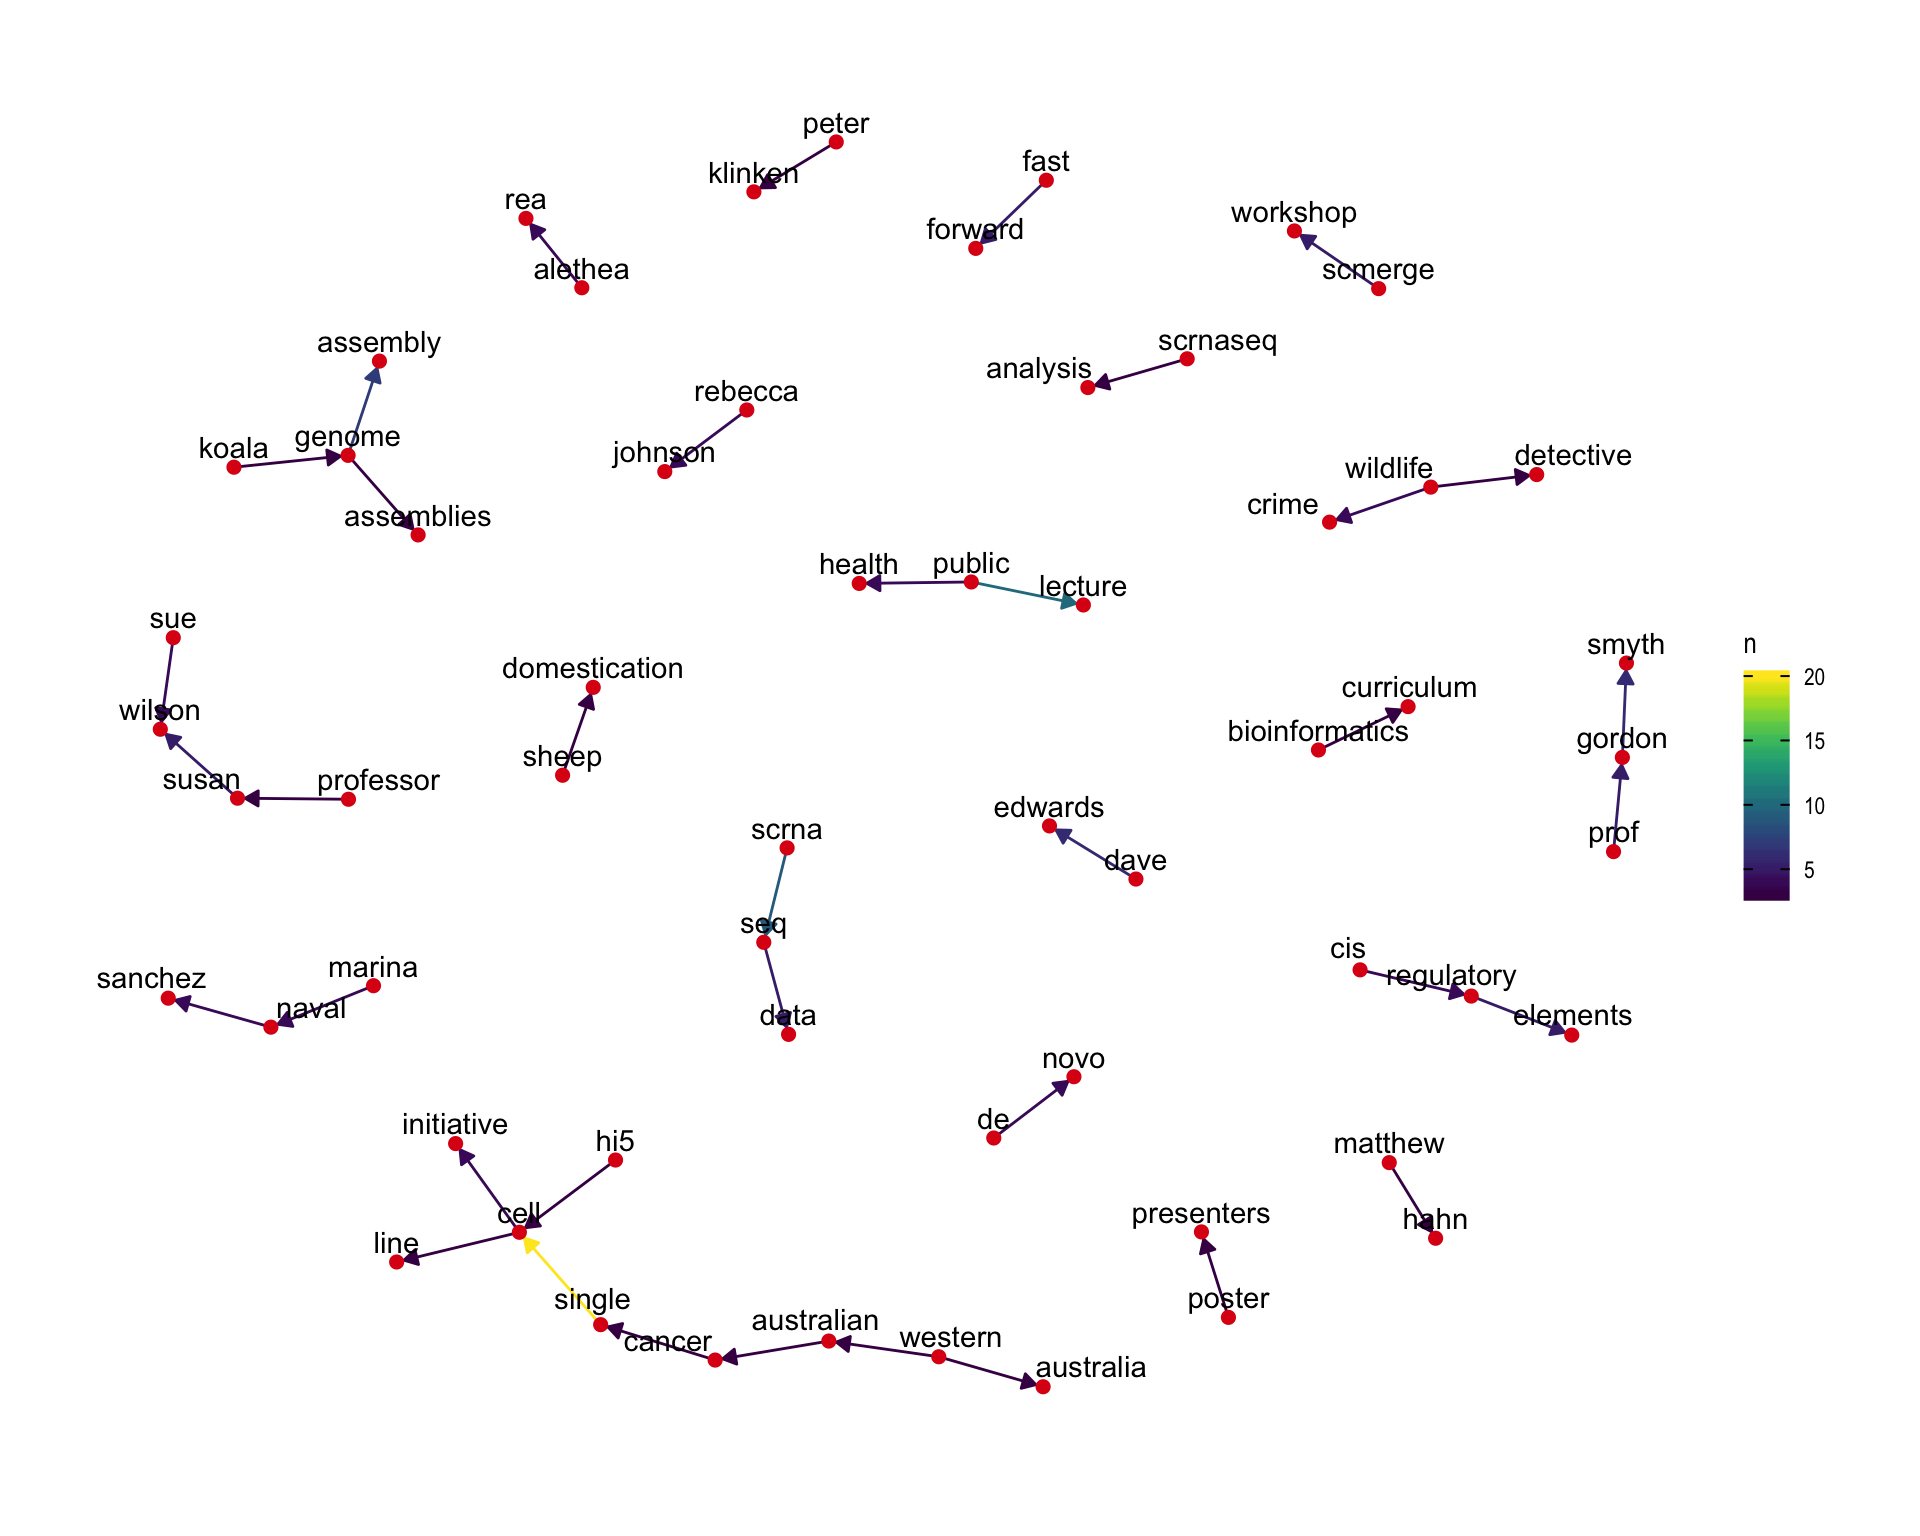 peter
klinken
fast
forward
rea
alethea
workshop
scmerge
assembly
genome
koala
assemblies
rebecca
johnson
scrnaseq
analysis
wildlife
detective
crime
health
public
lecture
sue
wilson
susan
professor
domestication
sheep
curriculum
bioinformatics
smyth
gordon
prof
n
20
15
10
5
edwards
dave
scrna
seq
data
sanchez
marina
naval
cis
regulatory
elements
novo
de
initiative
hi5
cell
line
single
cancer
australian
western
australia
matthew
hahn
presenters
poster